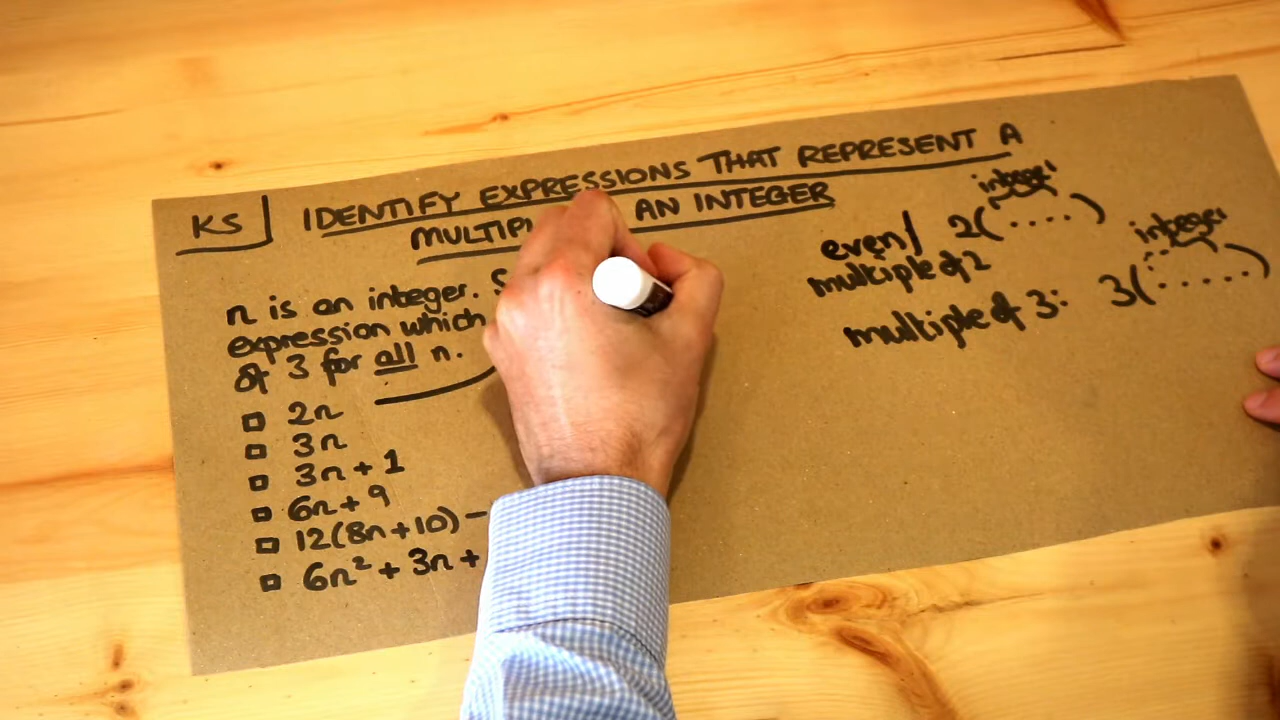 KS
IDENTIFY EXPRESSIONS THAT REPRESENT A
AN INTEGER
n is an integer.
expression which
of 3 for all n.
2n
3n
3n + 1
6n + 9
12(8n+10) -
6n² + 3n +
integer
even/ 2(....)
multiple of 2
integer
multiple of 3: 3(.....)